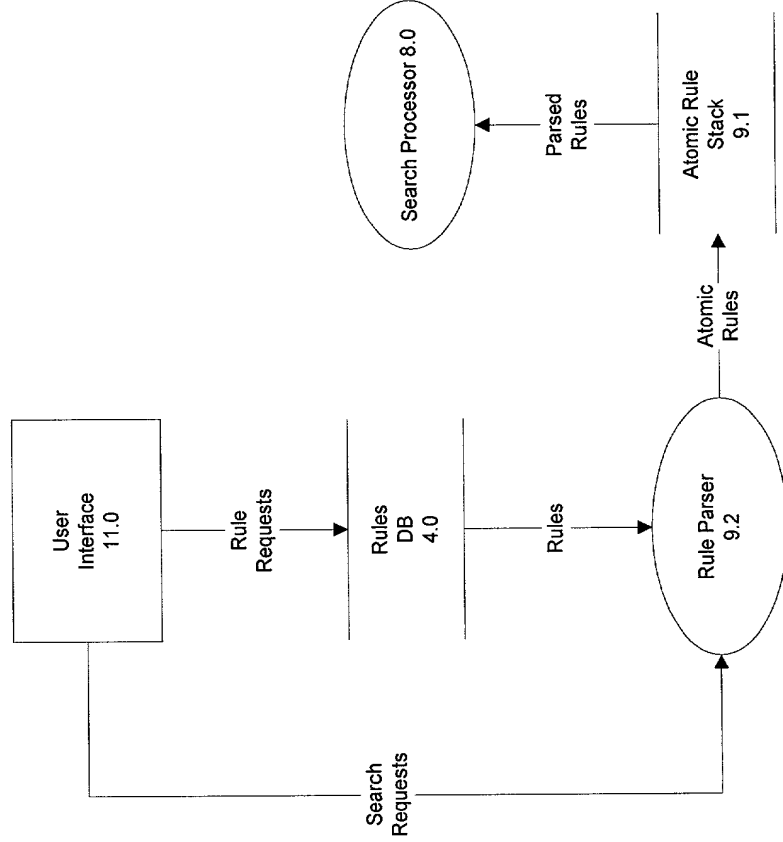 User
Interface
11.0
Rule
Requests
Rules
DB
4.0
Rules
Search
Requests
Rule Parser
9.2
Atomic
Rules
Atomic Rule
Stack
9.1
Parsed
Rules
Search Processor 8.0